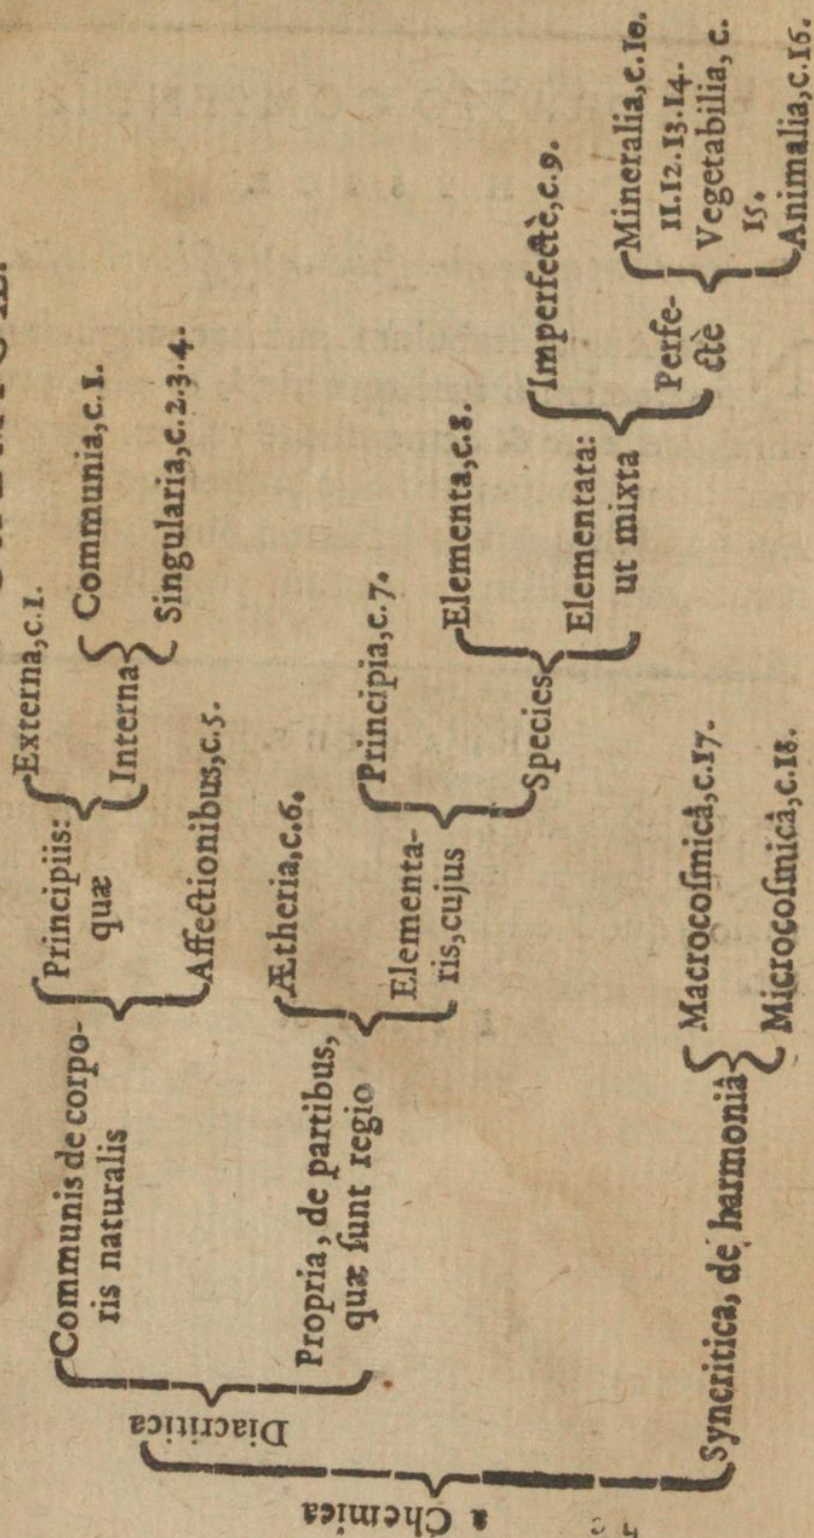 a Chemica
Diacritica
Communis de corpo-
ris naturalis
Principiis:
quæ
Externa,c.1.
Interna
Communia,c.1.
Singularia,c.2.3.4.
Affectionibus,c.5.
Propria, de partibus,
quæ ſunt regio
Ætheria,c.6.
Elementa-
ris,cujus
Principia,c.7.
Species
Elementa,c.8.
Elementata:
ut mixta
Imperfectè,c.9.
Perfe-
ctè
Mineralia,c.10.
11.12.13.14.
Vegetabilia, c.
15.
Animalia,c.16.
Syncritica, de harmoniâ
Macrocoſmicâ,c.17.
Microcoſmicâ,c.18.